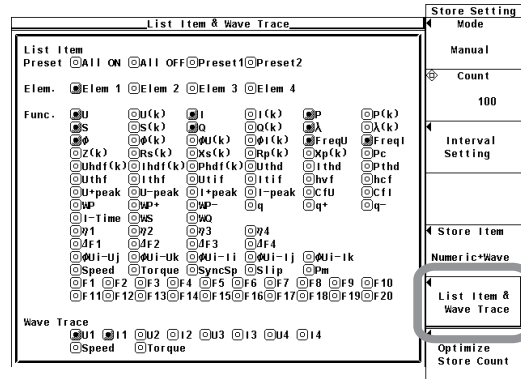 Store Setting
List Item & Wave Trace
Mode
Manual
Count
100
Interval
Setting
Store Item
Numeric+Wave
List Item &
Wave Trace
Optimize
Store Count
List Item
Preset All ON All OFF Preset1 Preset2
Elem. Elem 1 Elem 2 Elem 3 Elem 4
Func. U U(k) I I(k) P P(k)
S S(k) Q Q(k) λ λ(k)
ϕ ϕ(k) ϕU(k) ϕI(k) FreqU FreqI
Z(k) Rs(k) Xs(k) Rp(k) Xp(k) Pc
Uhdf(k) Ihdf(k) Phdf(k) Uthd Ithd Pthd
Uthf Ithf Utif Itif hvf hcf
U+peak U-peak I+peak I-peak CfU CfI
WP WP+ WP- q q+ q-
I-Time WS WQ
η1 η2 η3 η4
ΔF1 ΔF2 ΔF3 ΔF4
ϕUi-Uj ϕUi-Uk ϕUi-Ii ϕUi-Ij ϕUi-Ik
Speed Torque SyncSp Slip Pm
F1 F2 F3 F4 F5 F6 F7 F8 F9 F10
F11 F12 F13 F14 F15 F16 F17 F18 F19 F20
Wave Trace
U1 I1 U2 I2 U3 I3 U4 I4
Speed Torque